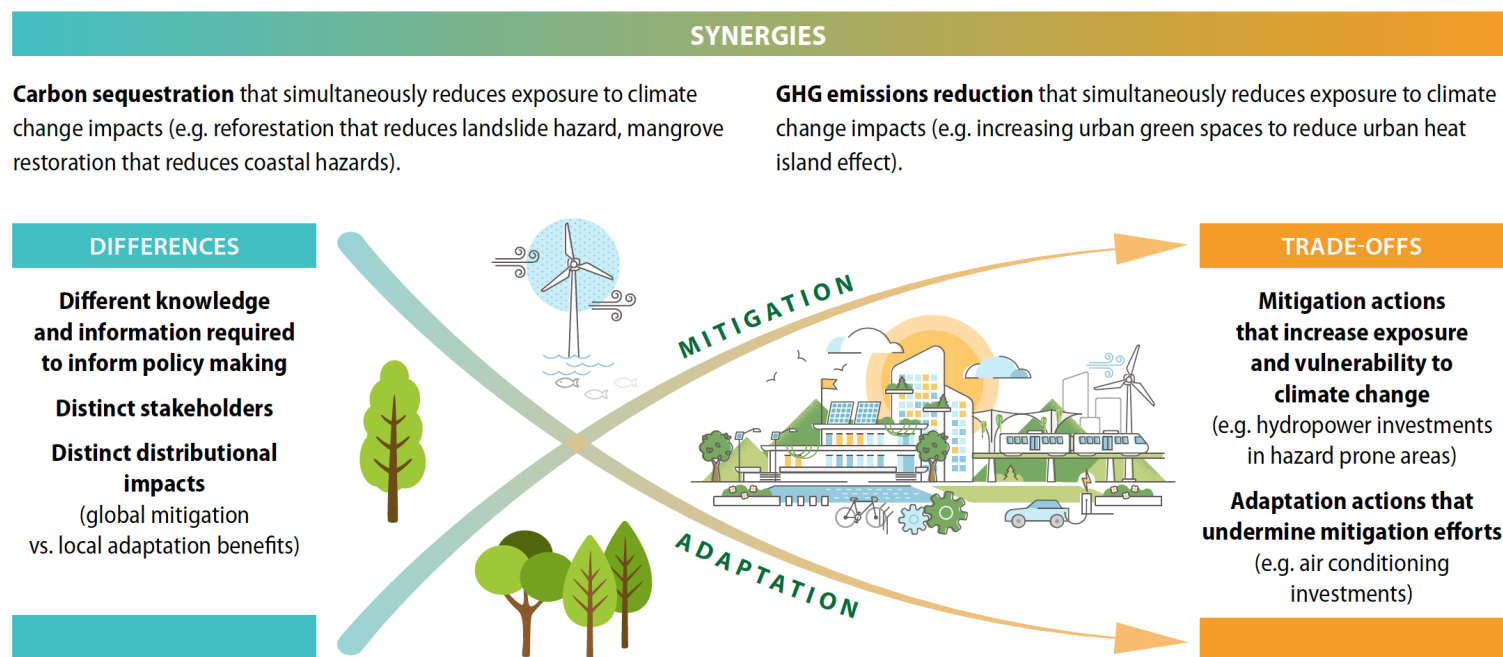 SYNERGIES
Carbon sequestration that simultaneously reduces exposure to climate
change impacts (e.g. reforestation that reduces landslide hazard, mangrove
restoration that reduces coastal hazards).
GHG emissions reduction that simultaneously reduces exposure to climate
change impacts (e.g. increasing urban green spaces to reduce urban heat
island effect).
DIFFERENCES
Different knowledge
and information required
to inform policy making
Distinct stakeholders
Distinct distributional
impacts
(global mitigation
vs. local adaptation benefits)
MITIGATION
ADAPTATION
TRADE-OFFS
Mitigation actions
that increase exposure
and vulnerability to
climate change
(e.g. hydropower investments
in hazard prone areas)
Adaptation actions that
undermine mitigation efforts
(e.g. air conditioning
investments)